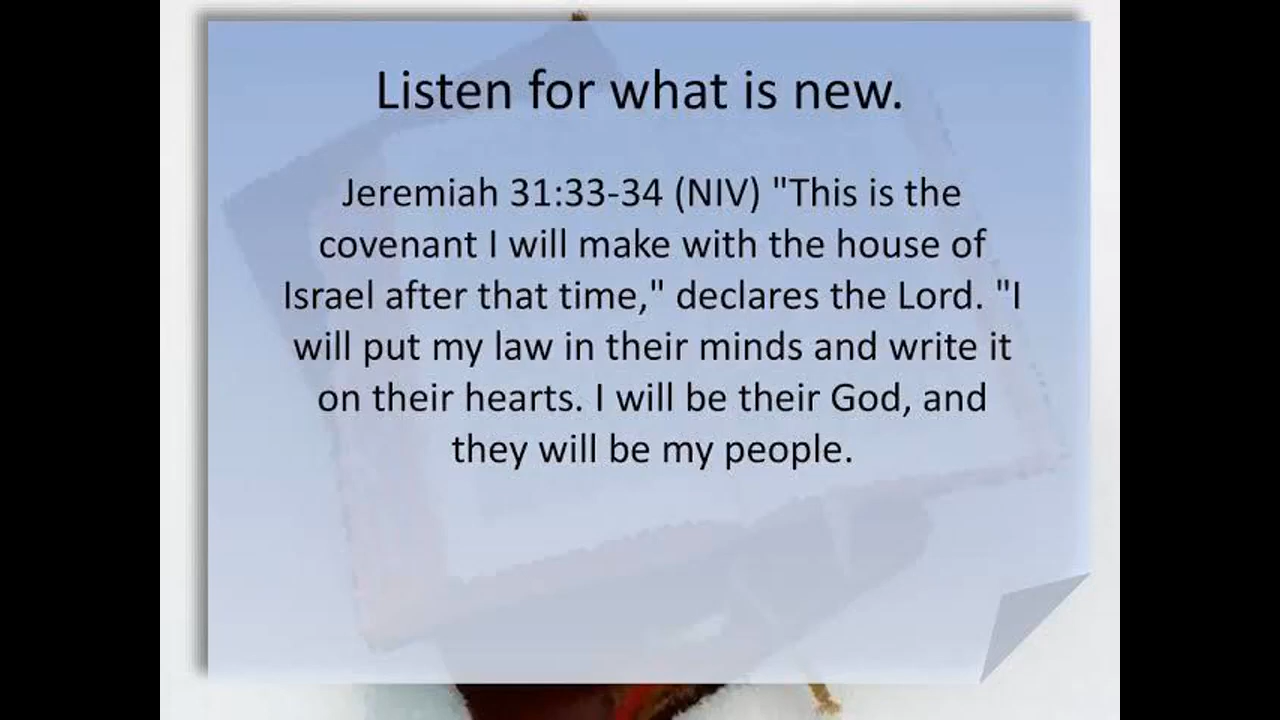 Listen for what is new.
Jeremiah 31:33-34 (NIV) "This is the
covenant I will make with the house of
Israel after that time," declares the Lord. "I
will put my law in their minds and write it
on their hearts. I will be their God, and
they will be my people.